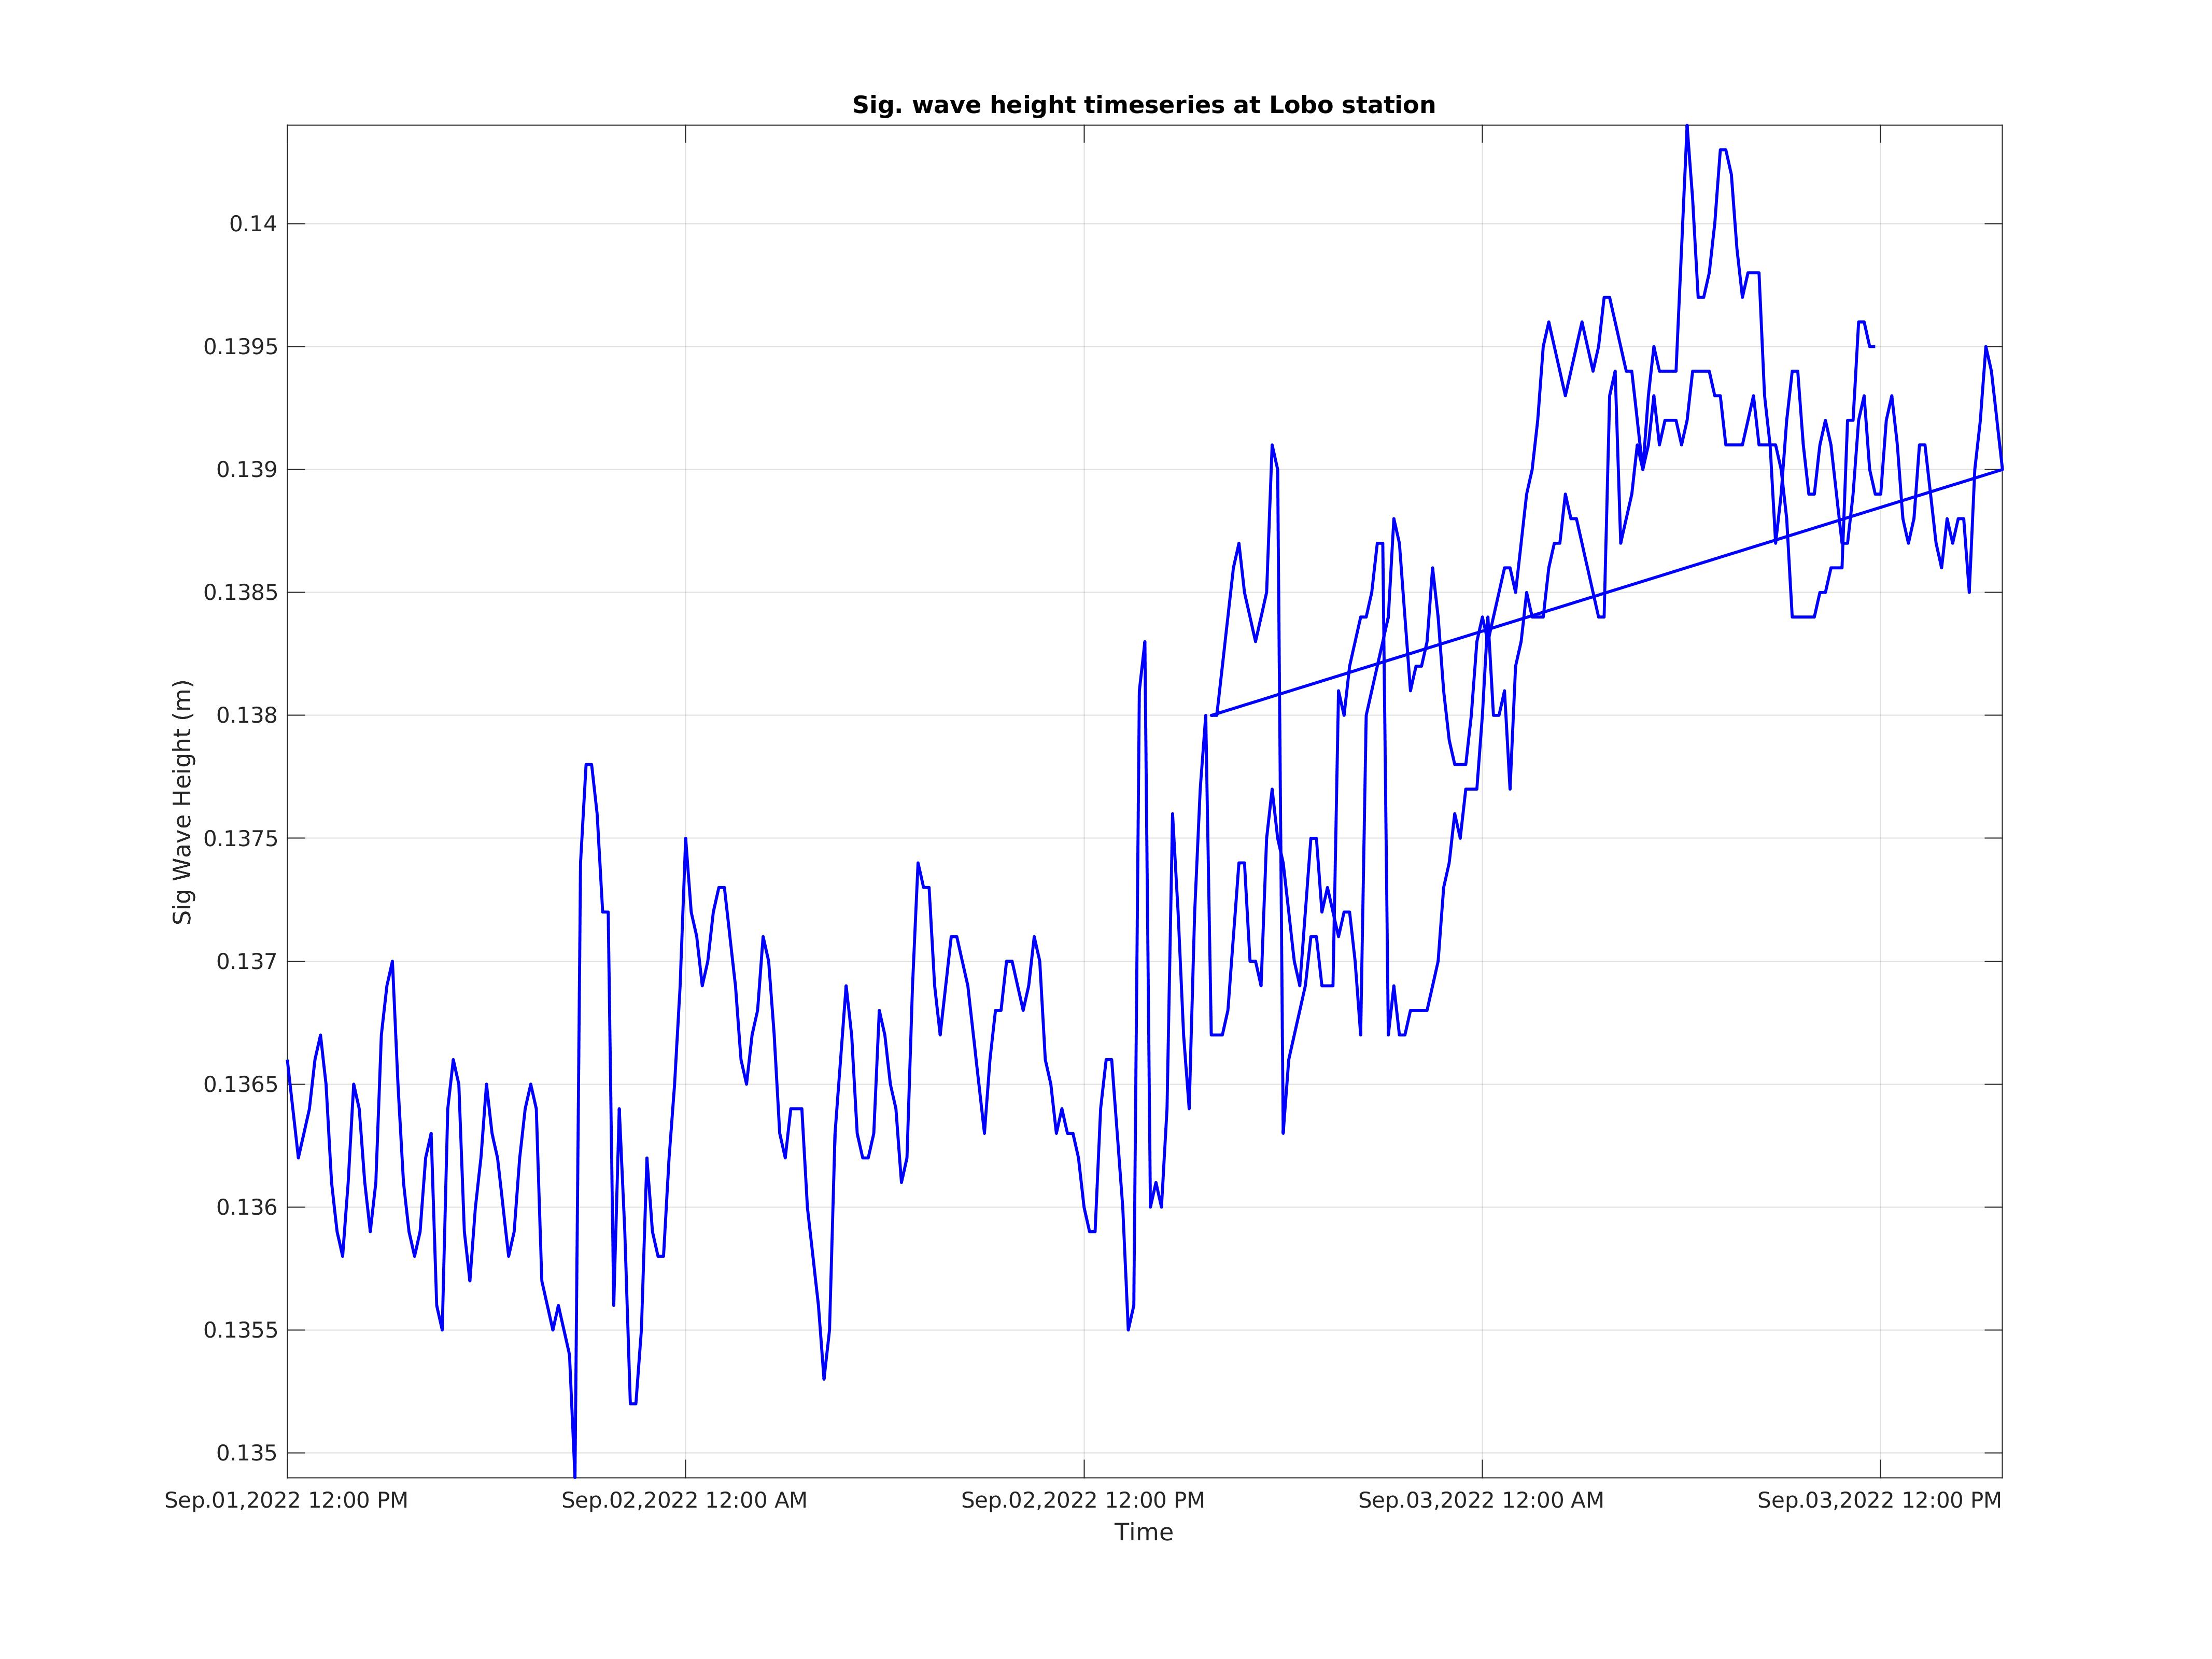 Sig. wave height timeseries at Lobo station
0.14
0.1395
0.139
0.1385
0.138
0.1375
0.137
0.1365
0.136
0.1355
0.135
Sig Wave Height (m)
Sep.01,2022 12:00 PM
Sep.02,2022 12:00 AM
Sep.02,2022 12:00 PM
Sep.03,2022 12:00 AM
Sep.03,2022 12:00 PM
Time